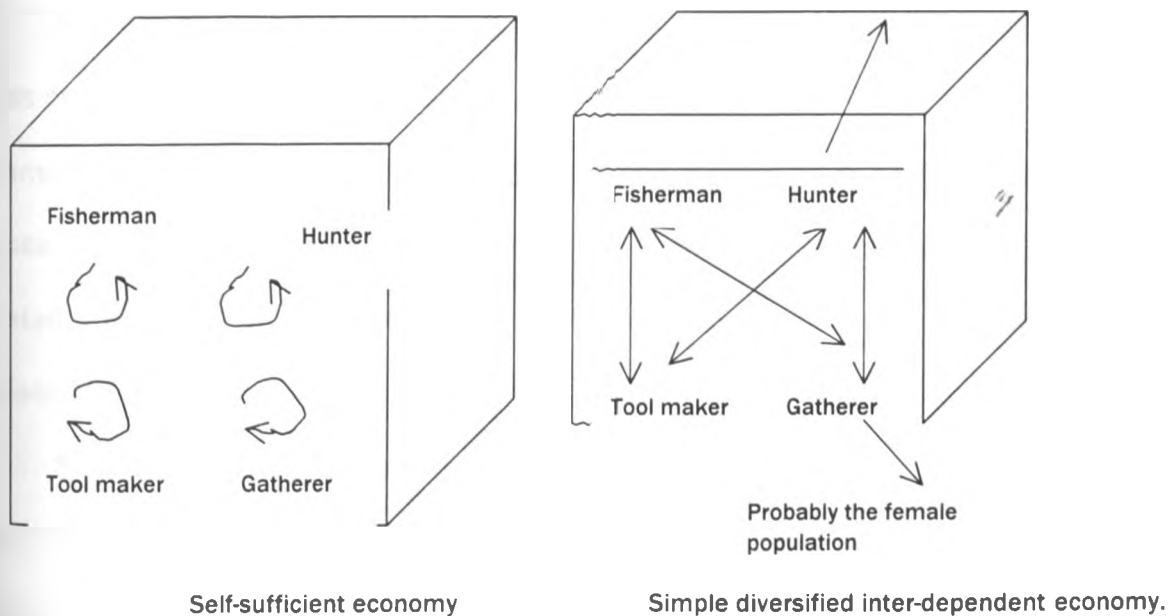 Fisherman
Hunter
Tool maker Gatherer
Self-sufficient economy
Fisherman Hunter
Tool maker Gatherer
Probably the female
population
Simple diversified inter-dependent economy.